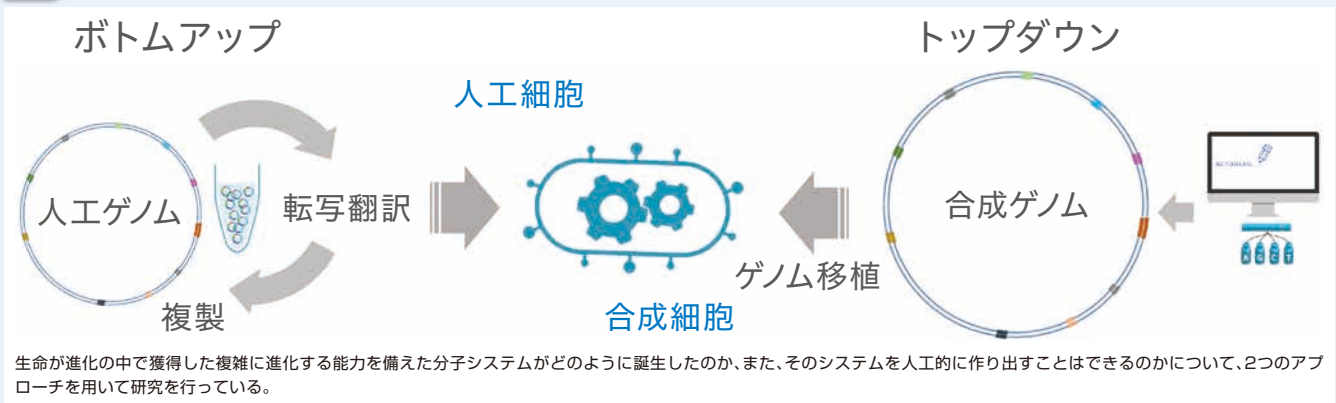 ボトムアップ
トップダウン
人工細胞
人工ゲノム
転写翻訳
合成ゲノム
ゲノム移植
複製
合成細胞
A G C T
生命が進化の中で獲得した複雑に進化する能力を備えた分子システムがどのように誕生したのか、また、そのシステムを人工的に作り出すことはできるのかについて、2つのアプ
ローチを用いて研究を行っている。